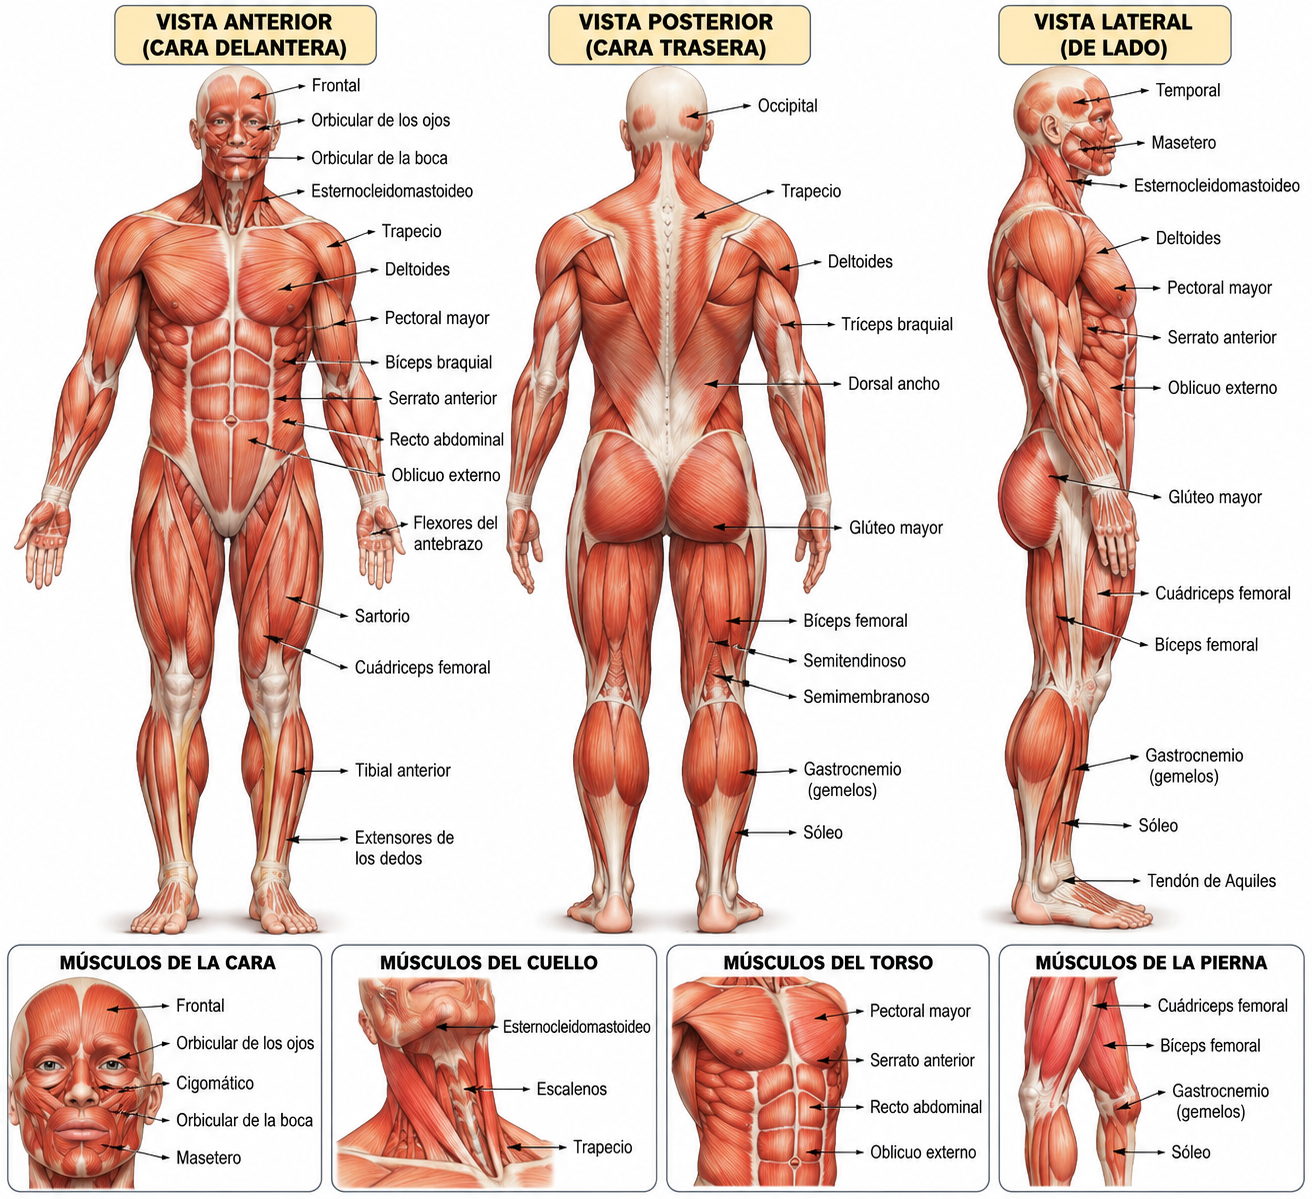 VISTA ANTERIOR
(CARA DELANTERA)
Frontal
Orbicular de los ojos
Orbicular de la boca
Esternocleidomastoideo
Trapecio
Deltoides
Pectoral mayor
Bíceps braquial
Serrato anterior
Recto abdominal
Oblicuo externo
Flexores del
antebrazo
Sartorio
Cuádriceps femoral
Tibial anterior
Extensores de
los dedos
VISTA POSTERIOR
(CARA TRASERA)
Occipital
Trapecio
Deltoides
Tríceps braquial
Dorsal ancho
Glúteo mayor
Bíceps femoral
Semitendinoso
Semimembranoso
Gastrocnemio
(gemelos)
Sóleo
VISTA LATERAL
(DE LADO)
Temporal
Masetero
Esternocleidomastoideo
Deltoides
Pectoral mayor
Serrato anterior
Oblicuo externo
Glúteo mayor
Cuádriceps femoral
Bíceps femoral
Gastrocnemio
(gemelos)
Sóleo
Tendón de Aquiles
MÚSCULOS DE LA CARA
Frontal
Orbicular de los ojos
Cigomático
Orbicular de la boca
Masetero
MÚSCULOS DEL CUELLO
Esternocleidomastoideo
Escalenos
Trapecio
MÚSCULOS DEL TORSO
Pectoral mayor
Serrato anterior
Recto abdominal
Oblicuo externo
MÚSCULOS DE LA PIERNA
Cuádriceps femoral
Bíceps femoral
Gastrocnemio
(gemelos)
Sóleo